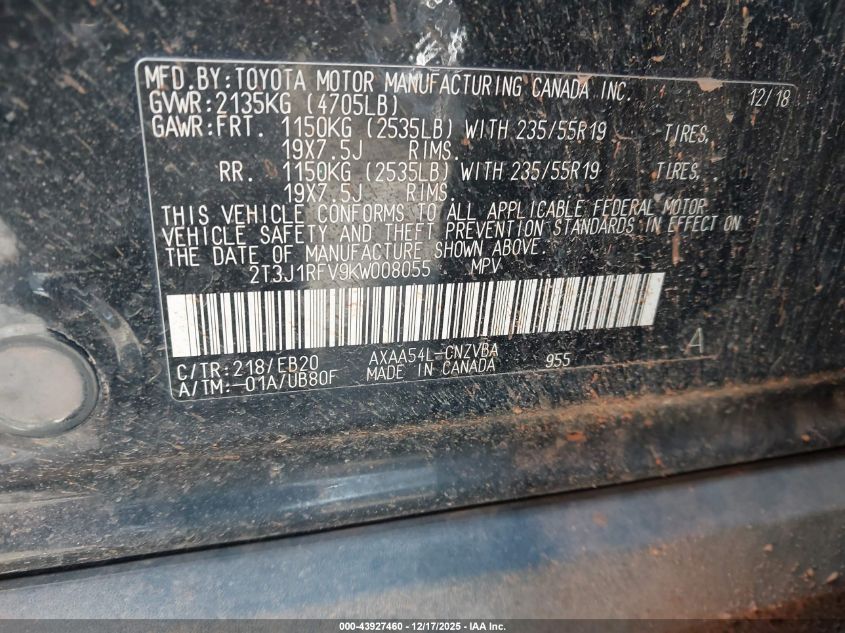 MFD.BY:TOYOTA MOTOR MANUFACTURING CANADA INC. 12/18
GVWR:2135KG (4705LB)
GAWR:FRT. 1150KG (2535LB) WITH 235/55R19 TIRES,
19X7.5J RIMS.
RR. 1150KG (2535LB) WITH 235/55R19 TIRES,
19X7.5J RIMS.
THIS VEHICLE CONFORMS TO ALL APPLICABLE FEDERAL MOTOR
VEHICLE SAFETY AND THEFT PREVENTION STANDARDS IN EFFECT ON
THE DATE OF MANUFACTURE SHOWN ABOVE.
2T3J1RFV9KW008055 MPV
C/TR:218/EB20 AXAA54L-CNZVBA 955 A
A/TM:-01A/UB80F MADE IN CANADA
000-43927460 - 12/17/2025 - IAA Inc.